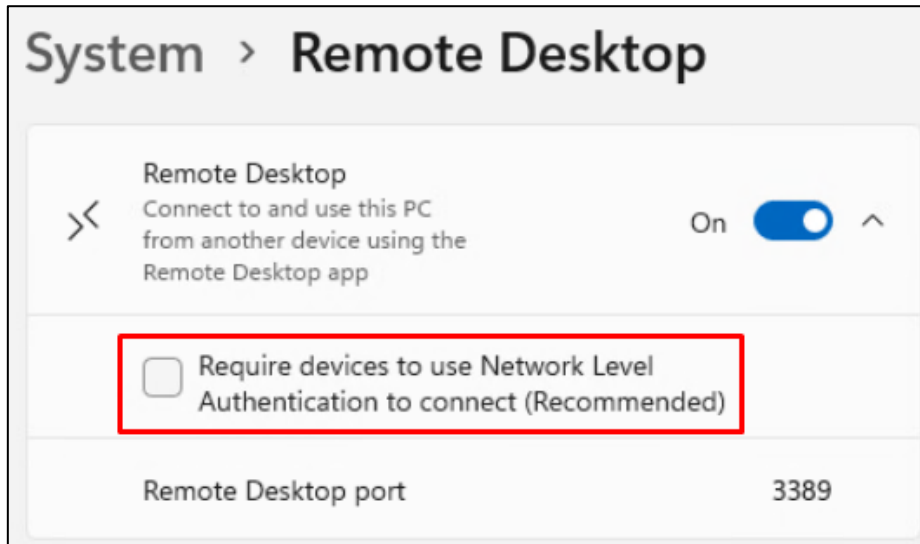 System > Remote Desktop
Remote Desktop
Connect to and use this PC
from another device using the
Remote Desktop app
On
Require devices to use Network Level
Authentication to connect (Recommended)
Remote Desktop port 3389